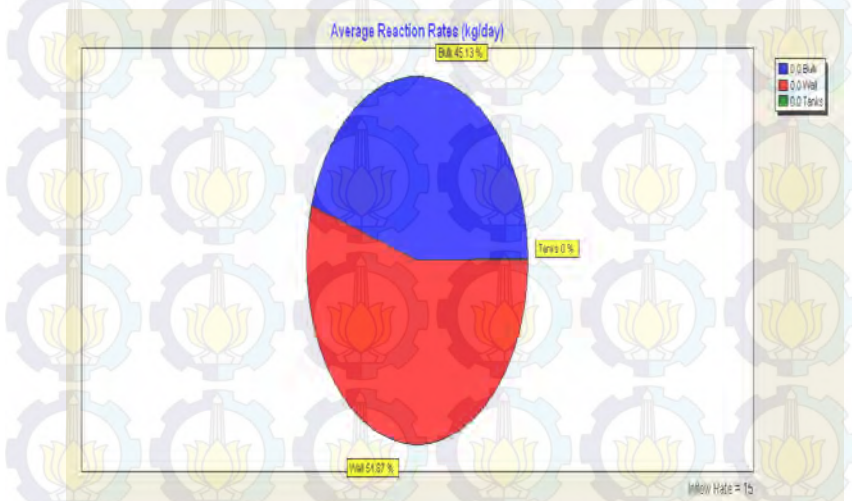 Average Reaction Rates (kg/day)
Bulk 45.13 %
0.0 Bulk
0.0 Wall
0.0 Tanks
Tanks 0 %
Wall 54.87 %
Inflow Rate = 15